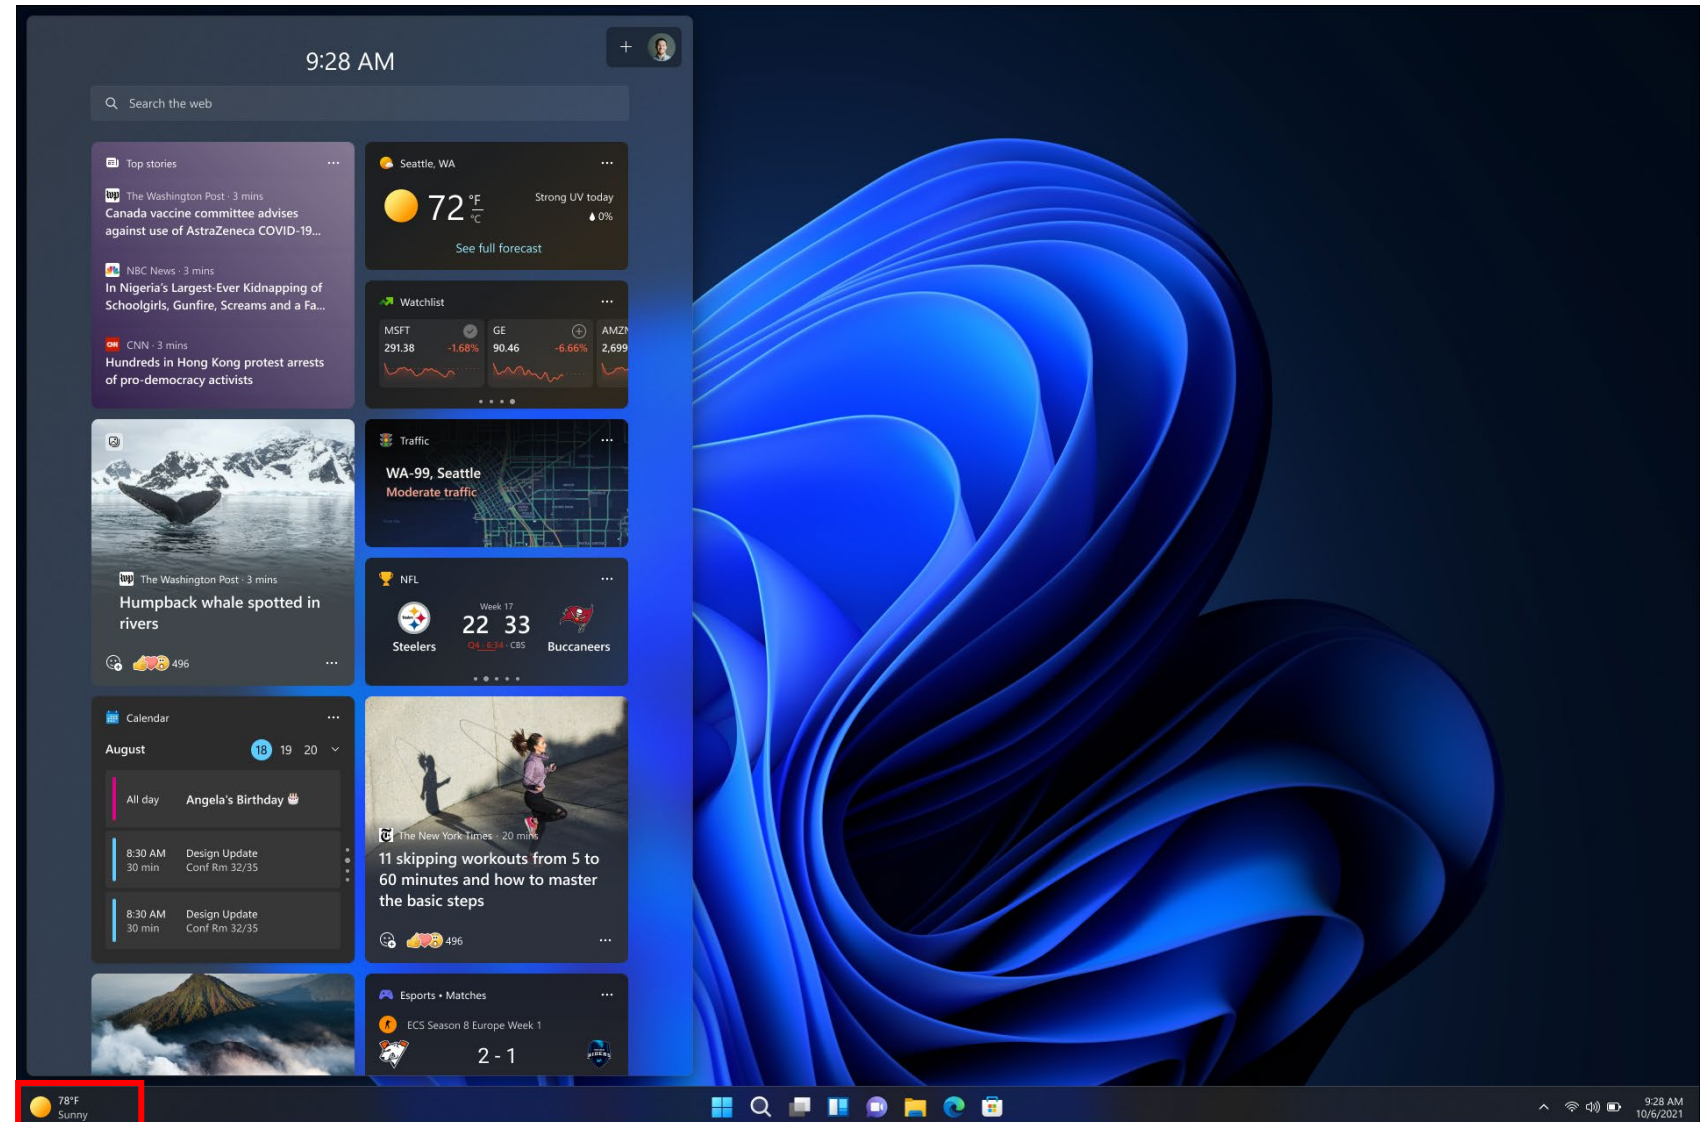 9:28 AM
Search the web
Top stories
The Washington Post · 3 mins
Canada vaccine committee advises
against use of AstraZeneca COVID-19...
NBC News · 3 mins
In Nigeria's Largest-Ever Kidnapping of
Schoolgirls, Gunfire, Screams and a Fa...
CNN · 3 mins
Hundreds in Hong Kong protest arrests
of pro-democracy activists
Seattle, WA
72 °F
°C
Strong UV today
0%
See full forecast
Watchlist
MSFT
291.38 -1.68%
GE
90.46 -6.66%
AMZN
2,699
The Washington Post · 3 mins
Humpback whale spotted in
rivers
496
Traffic
WA-99, Seattle
Moderate traffic
NFL
Week 17
22 33
Steelers
Q4 · 8:34 · CBS
Buccaneers
Calendar
August 18 19 20
All day Angela's Birthday
8:30 AM Design Update
30 min Conf Rm 32/35
8:30 AM Design Update
30 min Conf Rm 32/35
The New York Times · 20 mins
11 skipping workouts from 5 to
60 minutes and how to master
the basic steps
496
Esports • Matches
ECS Season 8 Europe Week 1
2 - 1
78°F
Sunny
9:28 AM
10/6/2021